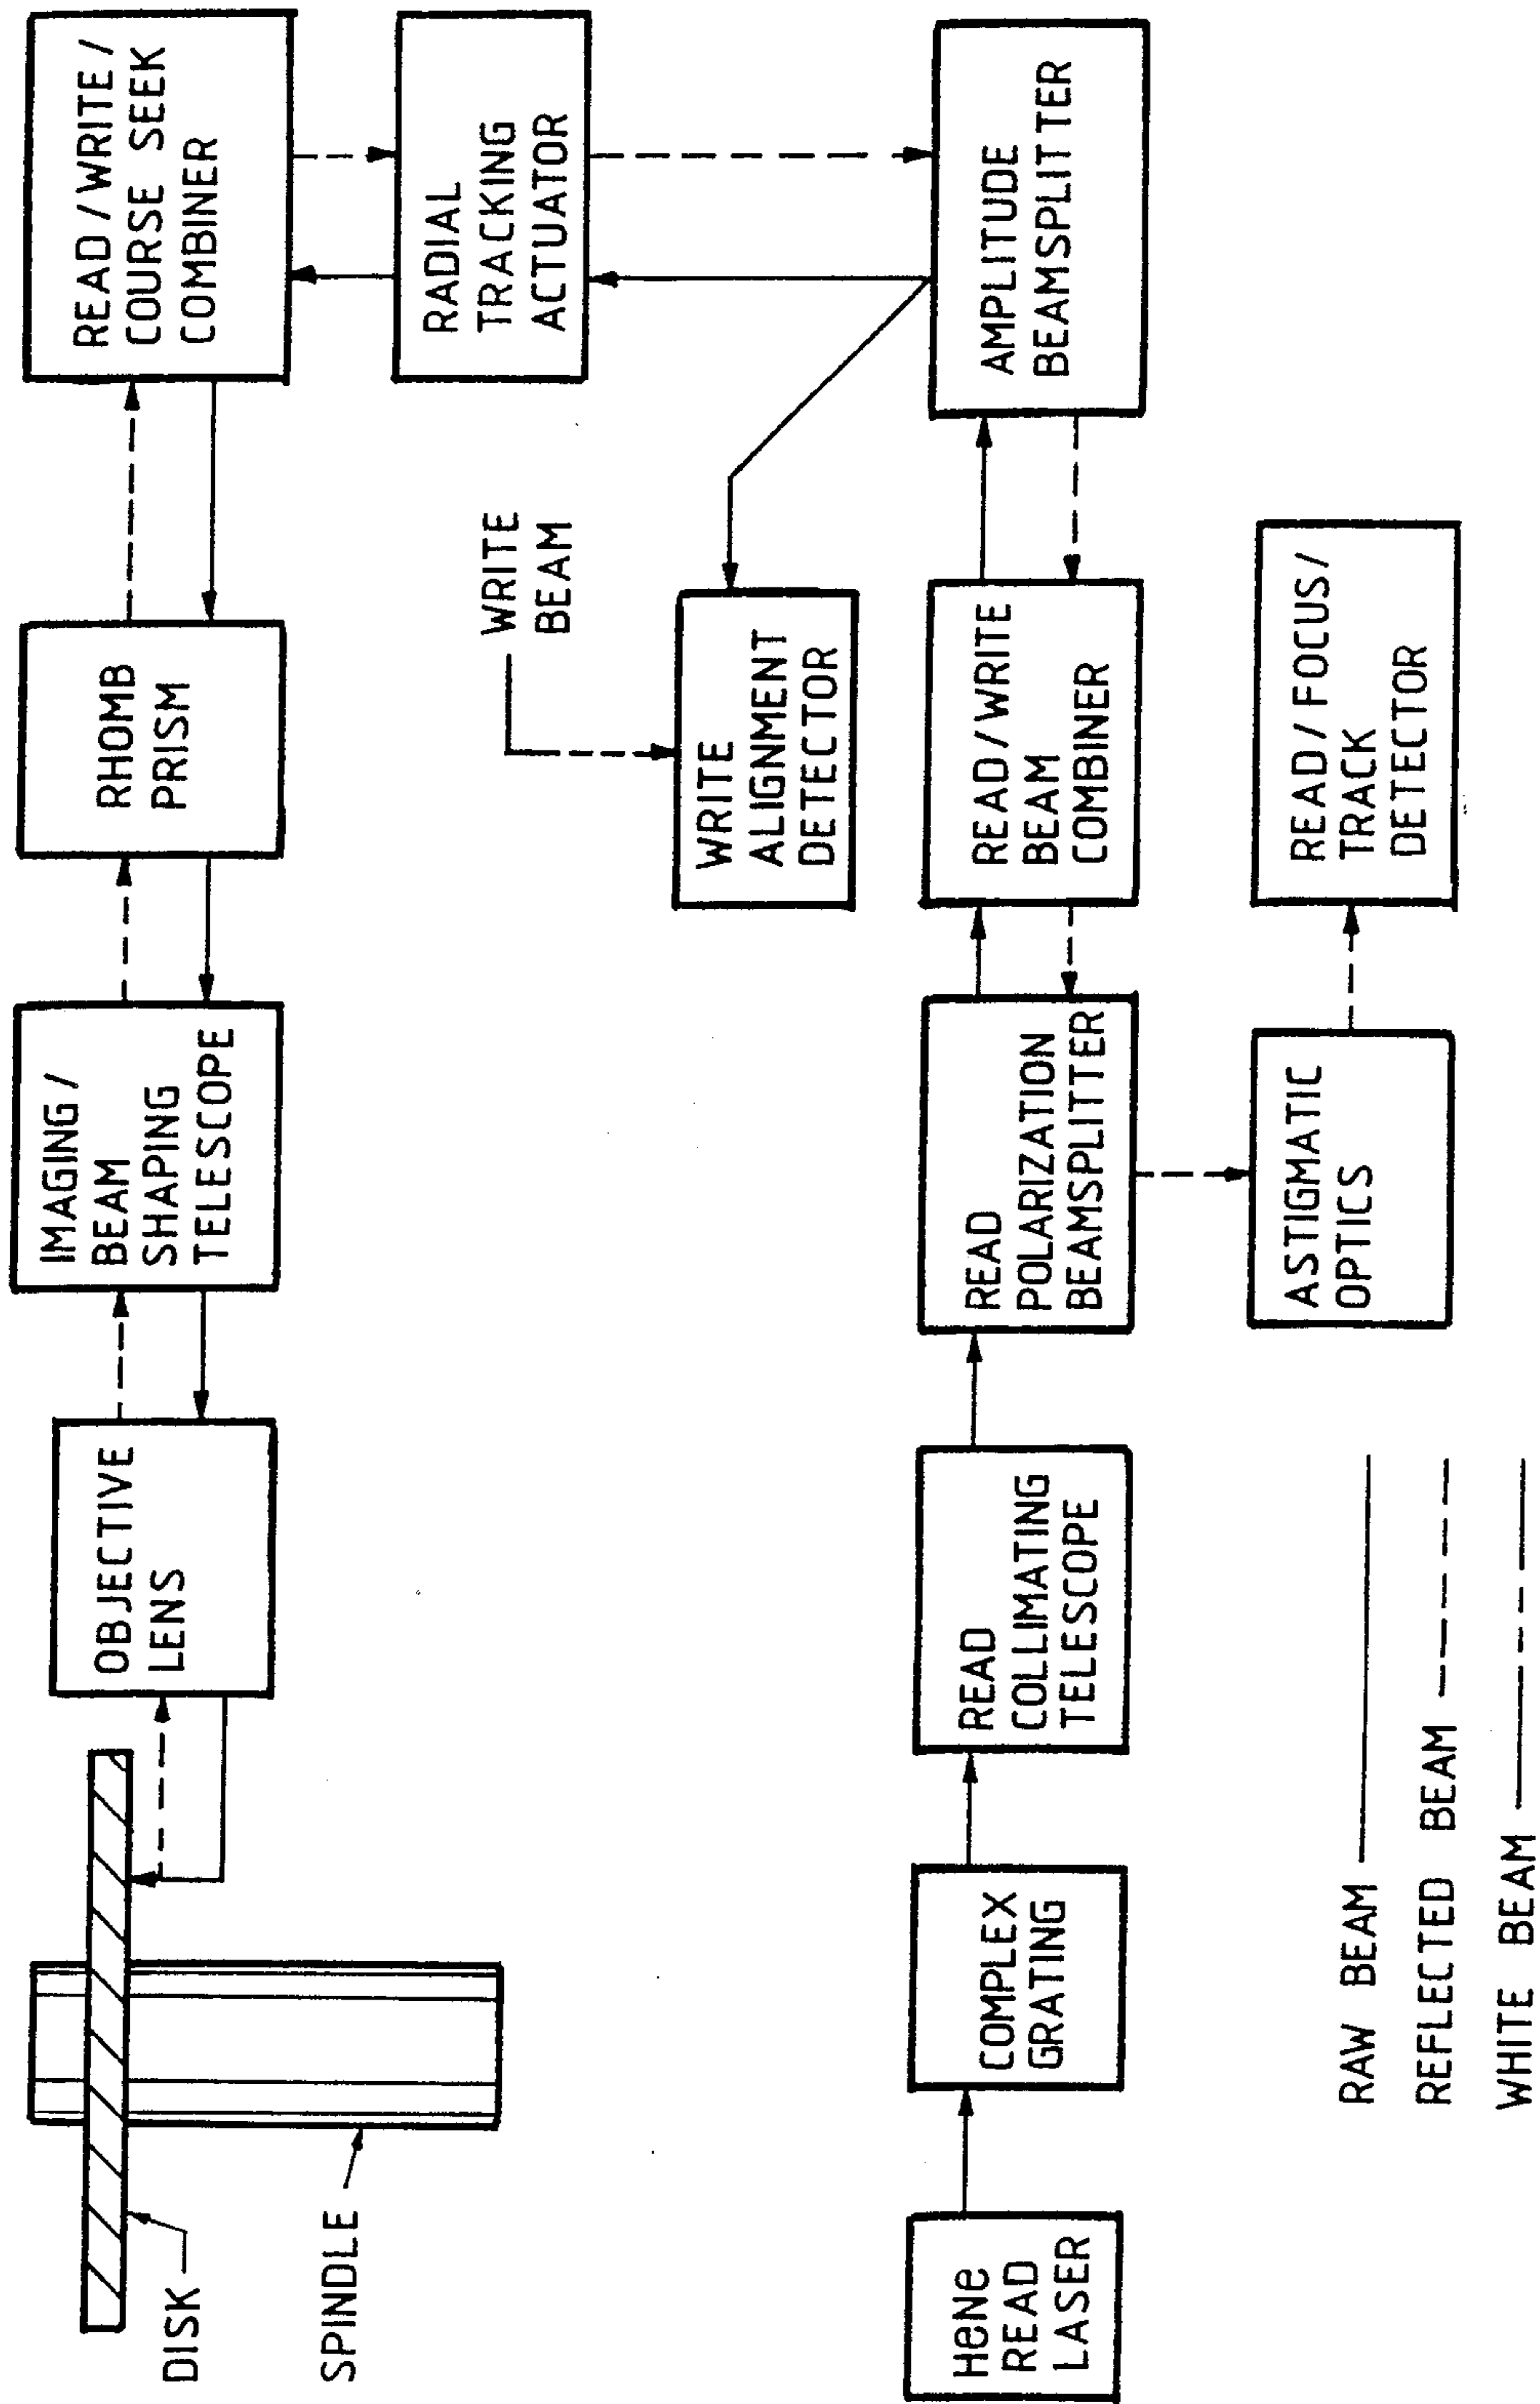 DISK
SPINDLE
OBJECTIVE
LENS
IMAGING/
BEAM
SHAPING
TELESCOPE
RHOMB
PRISM
READ/WRITE/
COURSE SEEK
COMBINER
RADIAL
TRACKING
ACTUATOR
WRITE
BEAM
WRITE
ALIGNMENT
DETECTOR
HeNe
READ
LASER
COMPLEX
GRATING
READ
COLLIMATING
TELESCOPE
READ
POLARIZATION
BEAMSPLITTER
READ/WRITE
BEAM
COMBINER
AMPLITUDE
BEAMSPLITTER
ASTIGMATIC
OPTICS
READ/FOCUS/
TRACK
DETECTOR
RAW BEAM
REFLECTED BEAM
WHITE BEAM